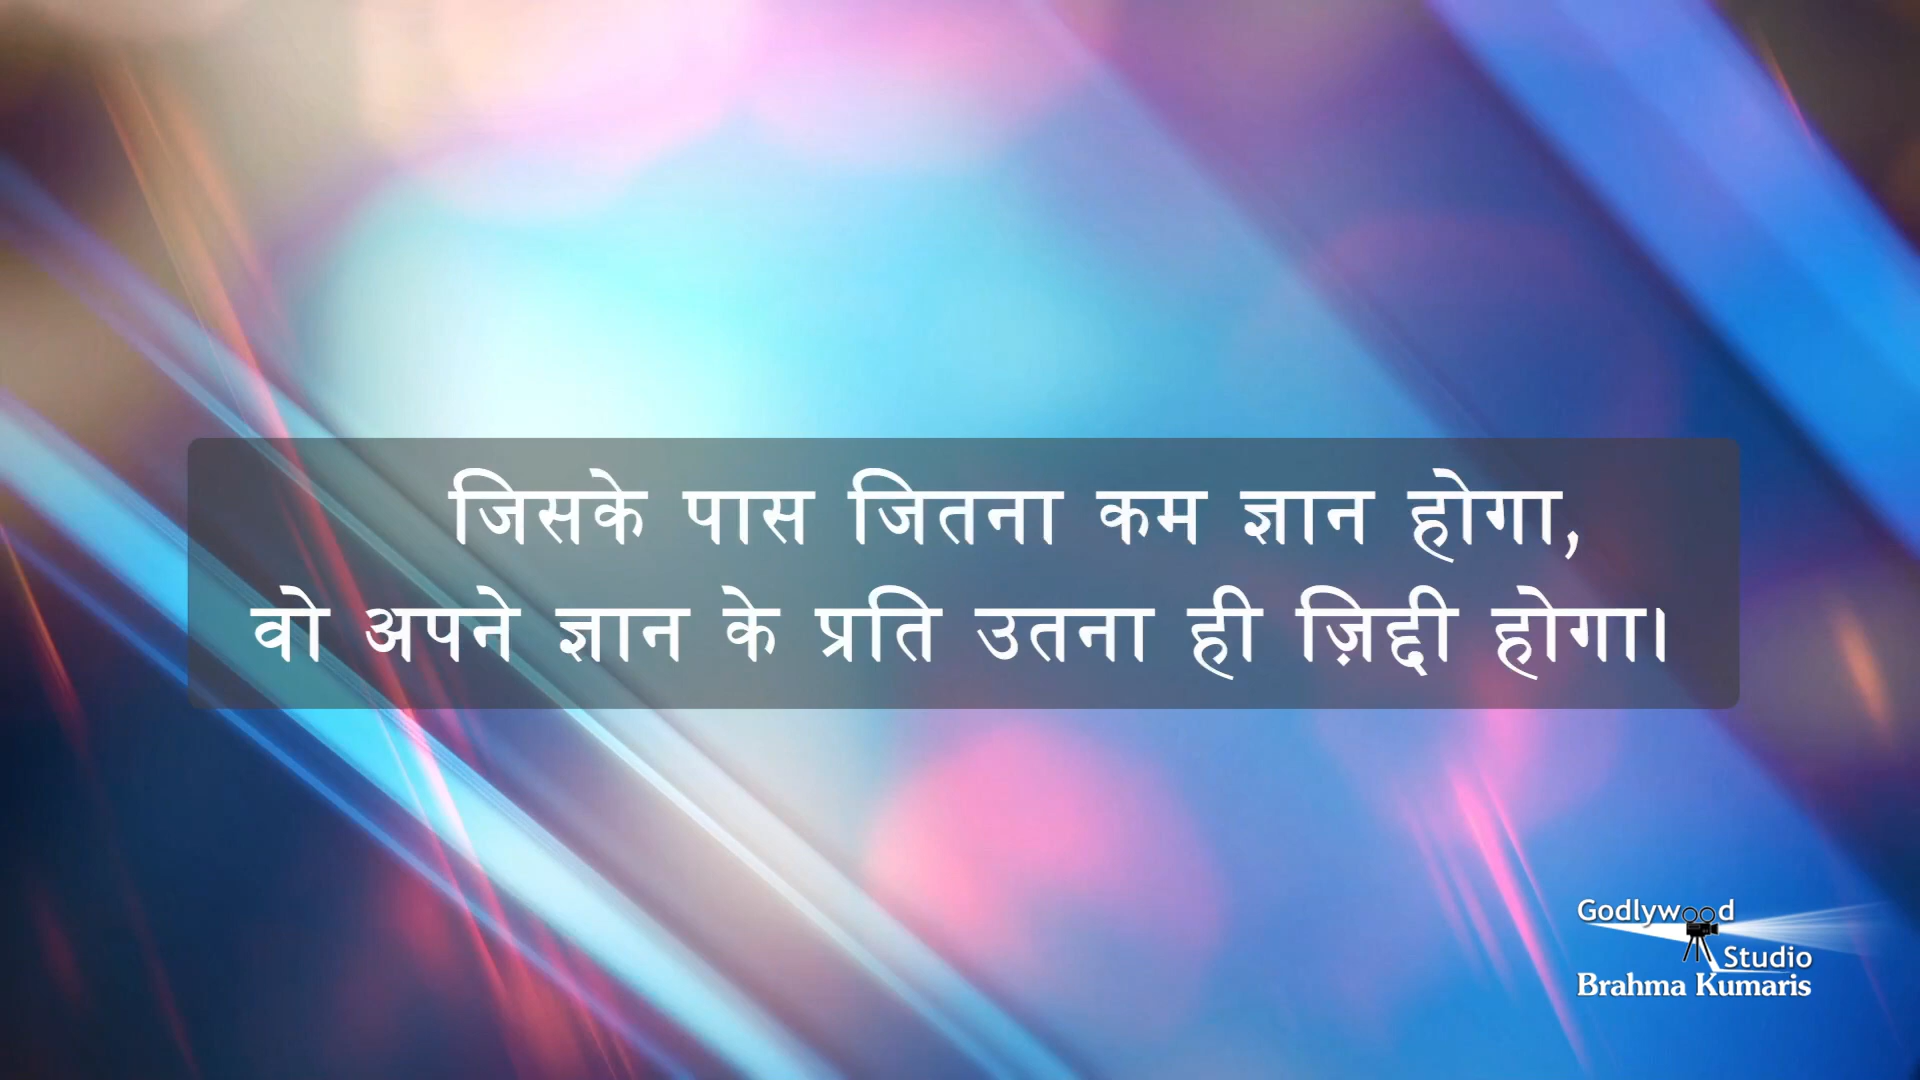 जिसके पास जितना कम ज्ञान होगा,
वो अपने ज्ञान के प्रति उतना ही ज़िद्दी होगा।
Godlywood
Studio
Brahma Kumaris